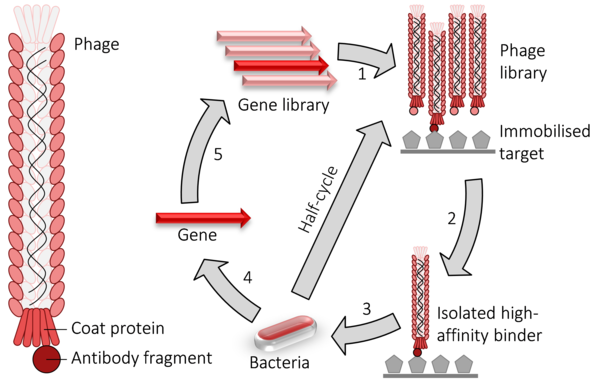 Phage
Coat protein
Antibody fragment
Gene library
1
Phage
library
Immobilised
target
2
Isolated high-
affinity binder
3
Bacteria
Half-cycle
4
Gene
5